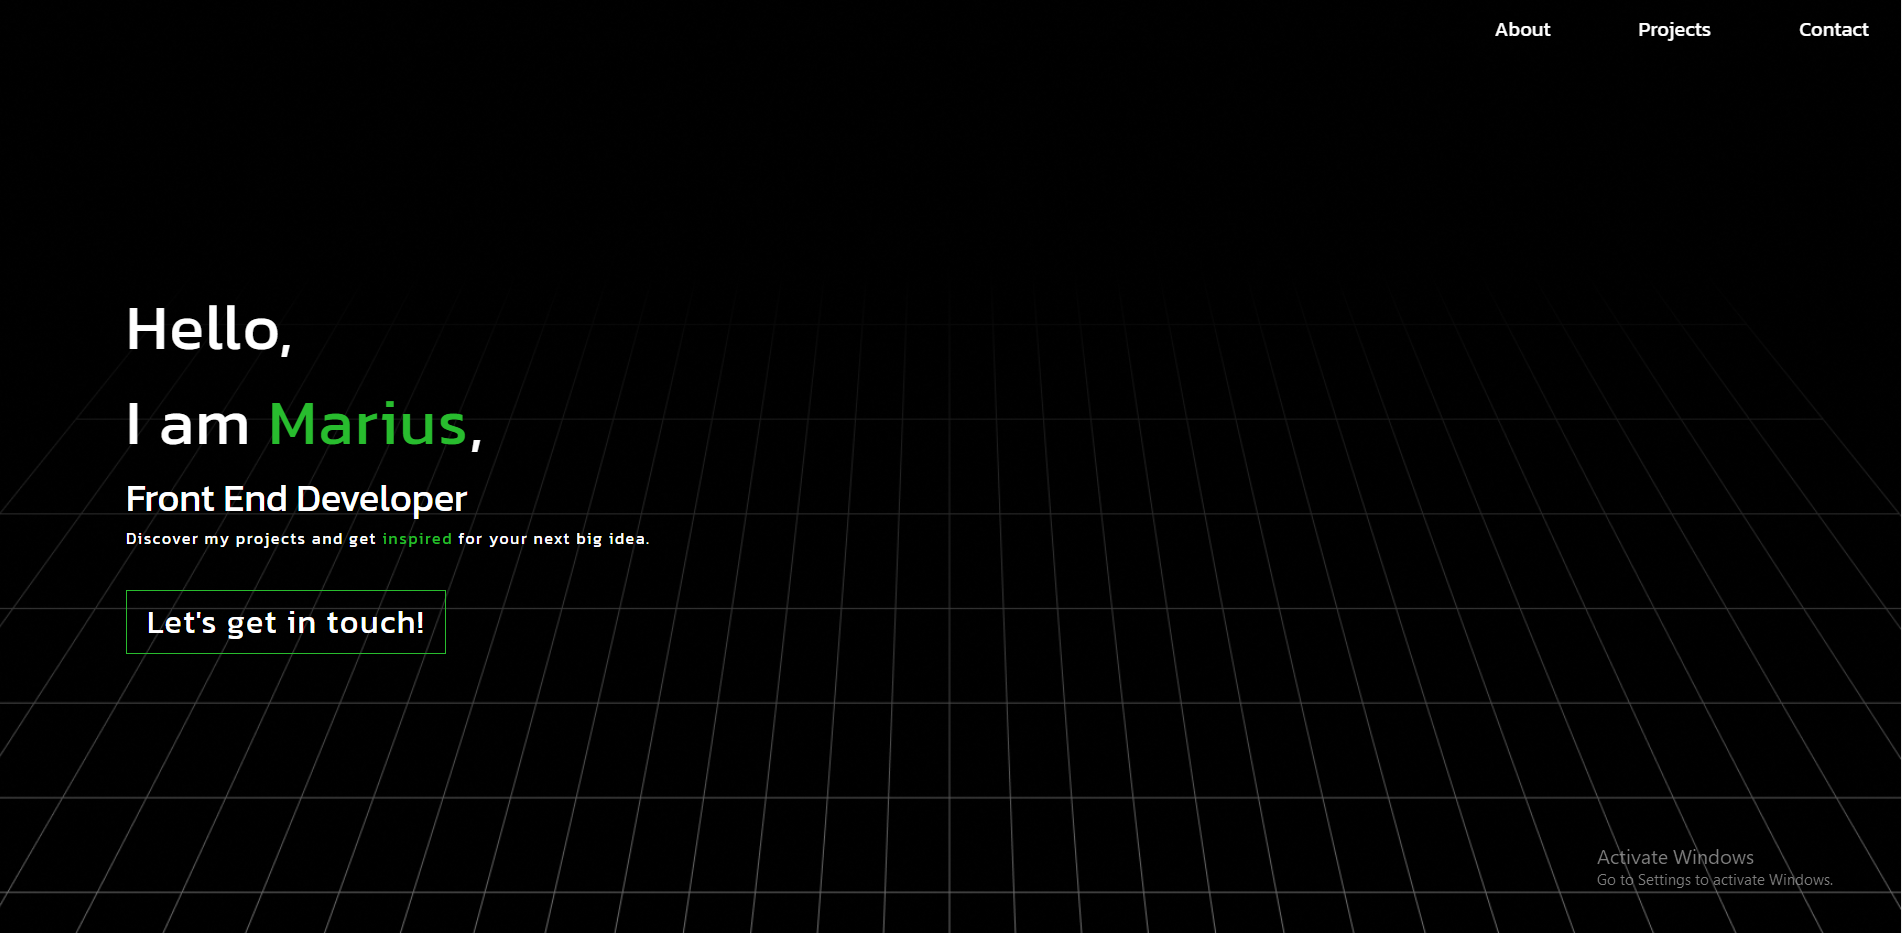 About
Projects
Contact
Hello,
I am Marius,
Front End Developer
Discover my projects and get inspired for your next big idea.
Let's get in touch!
Activate Windows
Go to Settings to activate Windows.